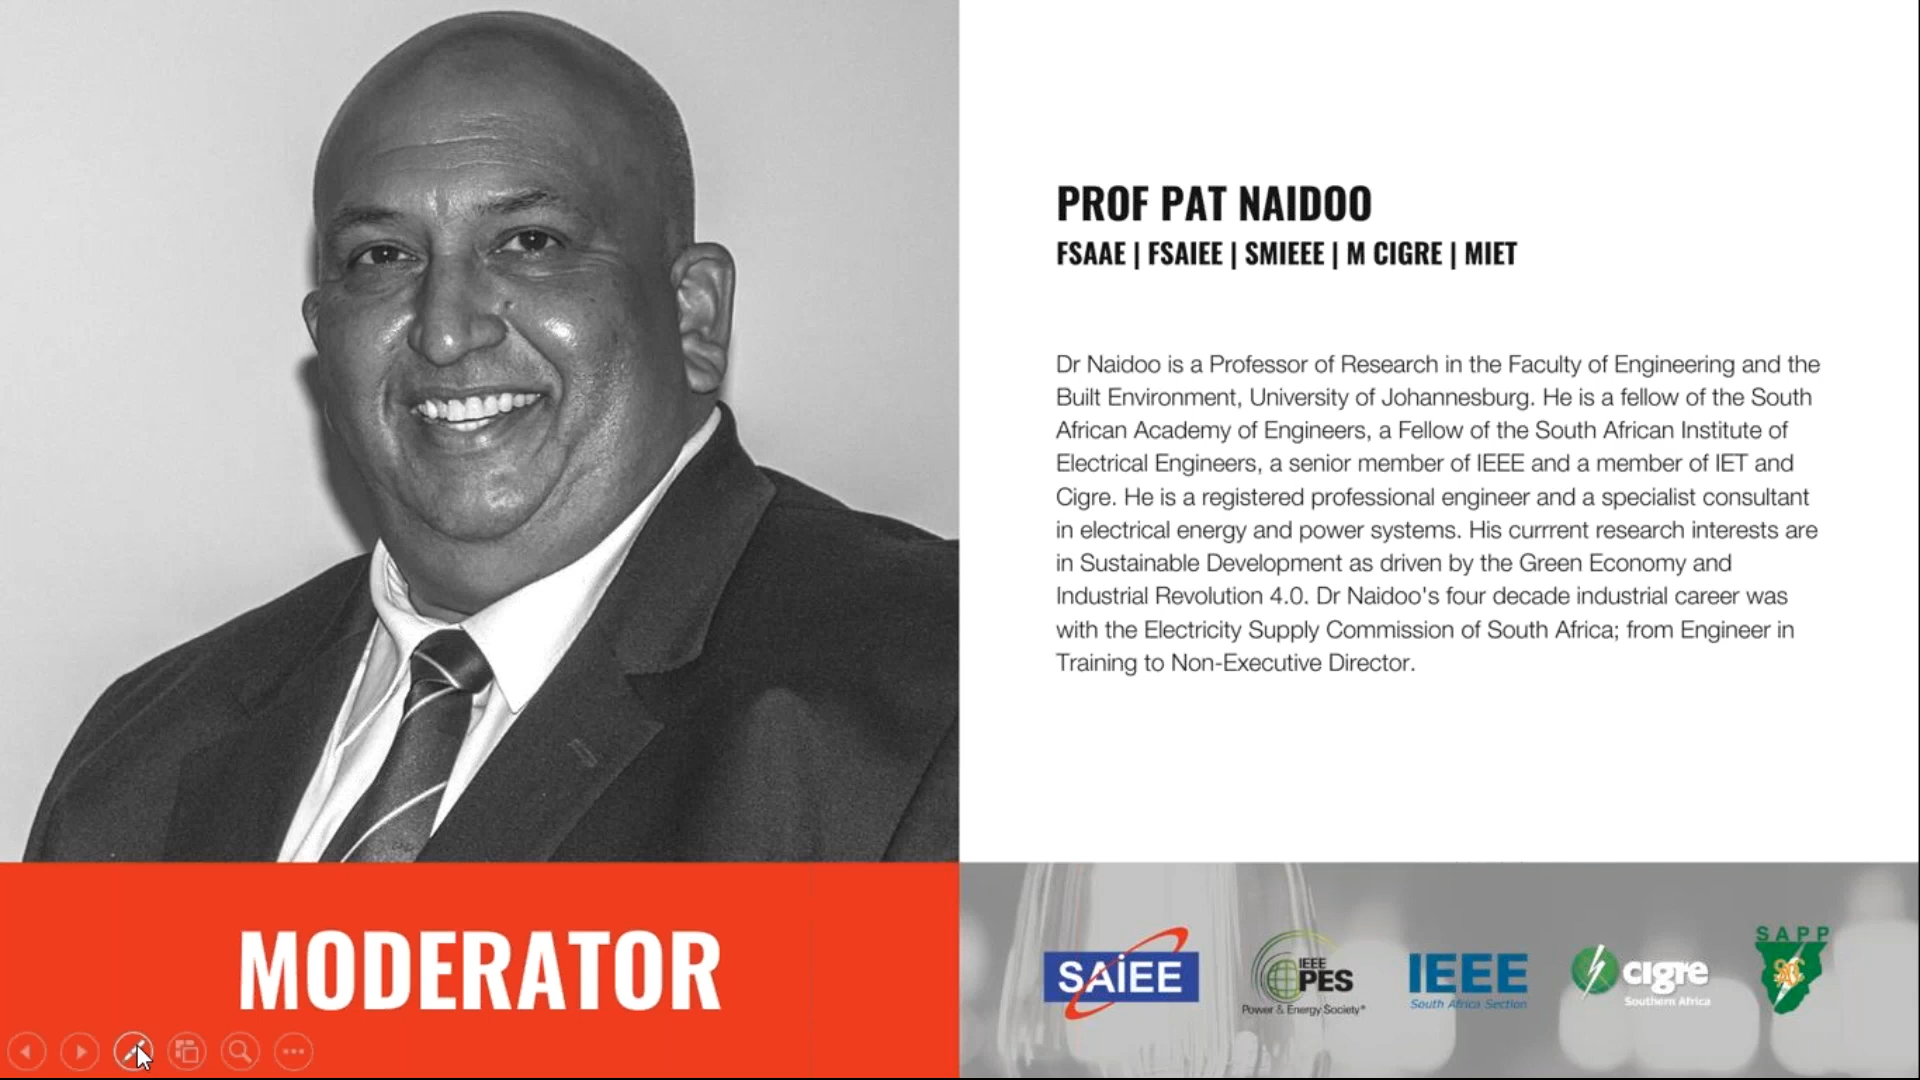 PROF PAT NAIDOO
FSAAE | FSAIEE | SMIEEE | M CIGRE | MIET
Dr Naidoo is a Professor of Research in the Faculty of Engineering and the
Built Environment, University of Johannesburg. He is a fellow of the South
African Academy of Engineers, a Fellow of the South African Institute of
Electrical Engineers, a senior member of IEEE and a member of IET and
Cigre. He is a registered professional engineer and a specialist consultant
in electrical energy and power systems. His currrent research interests are
in Sustainable Development as driven by the Green Economy and
Industrial Revolution 4.0. Dr Naidoo's four decade industrial career was
with the Electricity Supply Commission of South Africa; from Engineer in
Training to Non-Executive Director.
MODERATOR
SAiEE
IEEE
PES
Power & Energy Society®
IEEE
South Africa Section
cigre
Southern Africa
SAPP